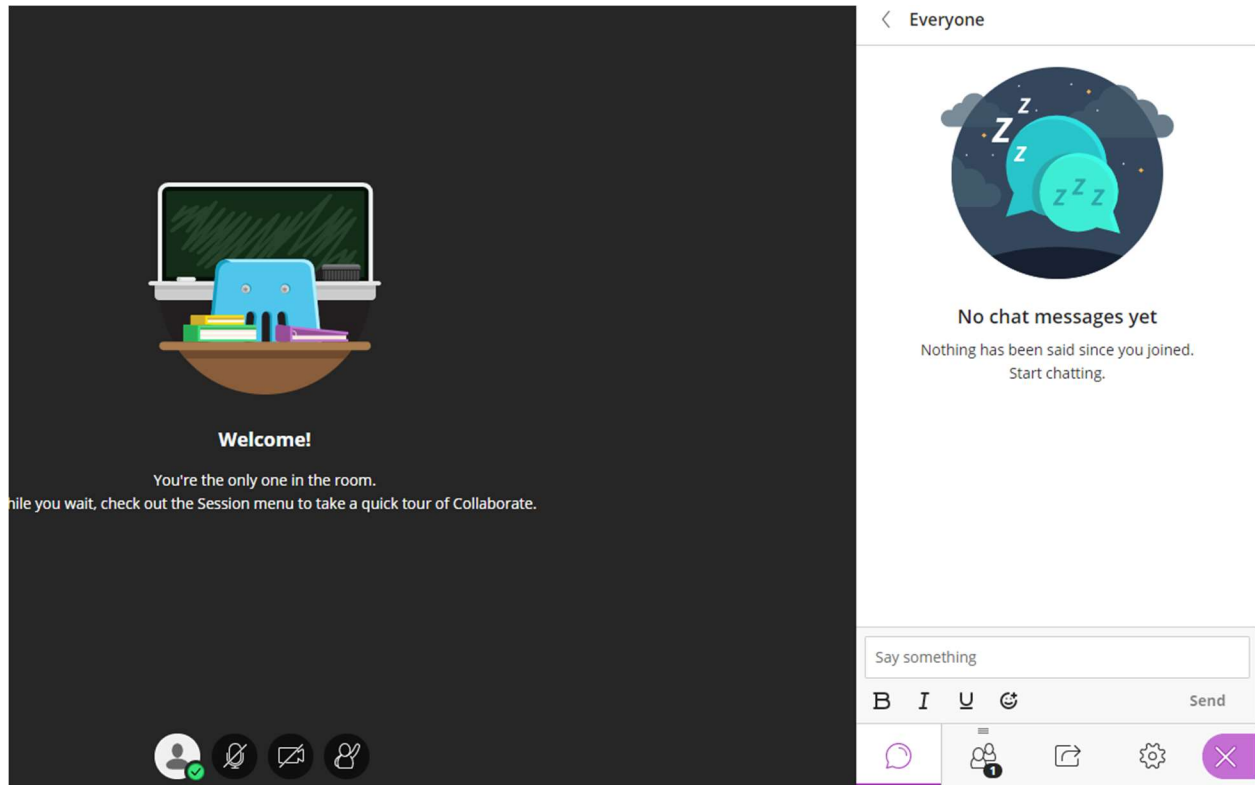 Welcome!
You're the only one in the room.
hile you wait, check out the Session menu to take a quick tour of Collaborate.
Everyone
Z
Z
Z
Z Z Z
No chat messages yet
Nothing has been said since you joined.
Start chatting.
Say something
B I U Send
1